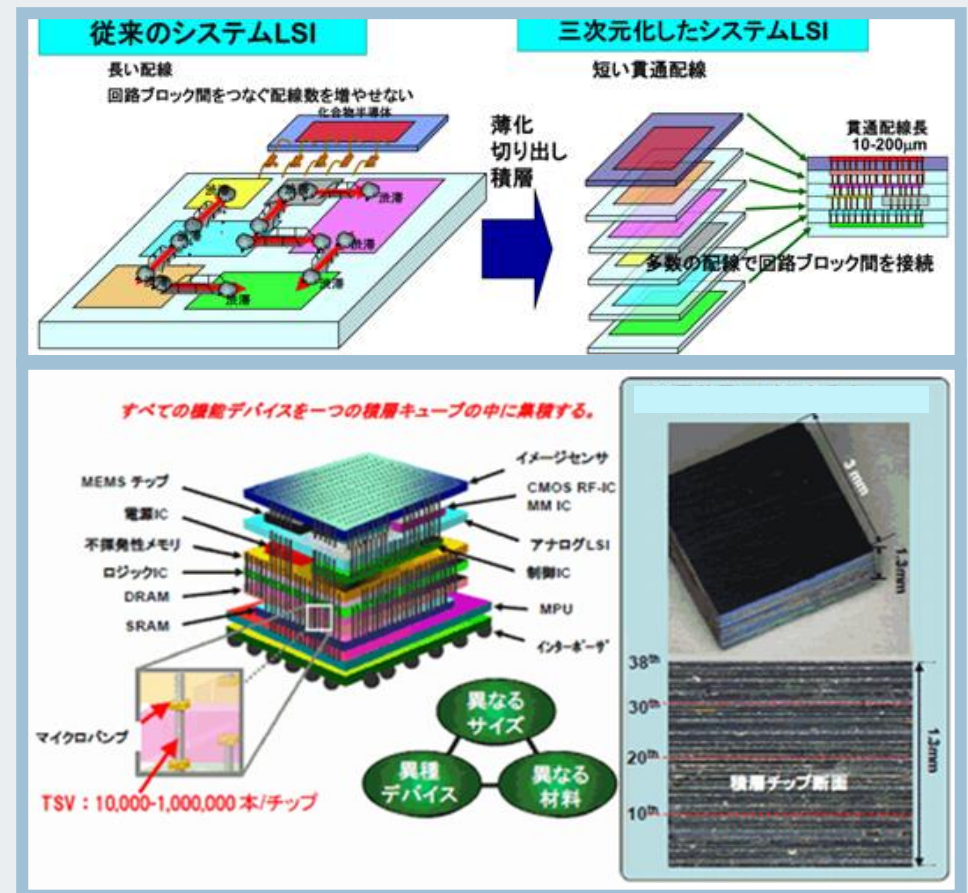 従来のシステムLSI
三次元化したシステムLSI
長い配線
回路ブロック間をつなぐ配線数を増やせない
化合物半導体
渋滞
渋滞
渋滞
渋滞
渋滞
渋滞
渋滞
薄化
切り出し
積層
短い貫通配線
貫通配線長
10-200μm
多数の配線で回路ブロック間を接続
すべての機能デバイスを一つの積層キューブの中に集積する。
MEMS チップ
電源IC
不揮発性メモリ
ロジックIC
DRAM
SRAM
イメージセンサ
CMOS RF-IC
MM IC
アナログLSI
制御IC
MPU
インターポーザ
マイクロバンプ
TSV：10,000-1,000,000 本/チップ
異なる
サイズ
異種
デバイス
異なる
材料
3 mm
1.3mm
38th
30th
20th
10th
積層チップ断面
1.3mm